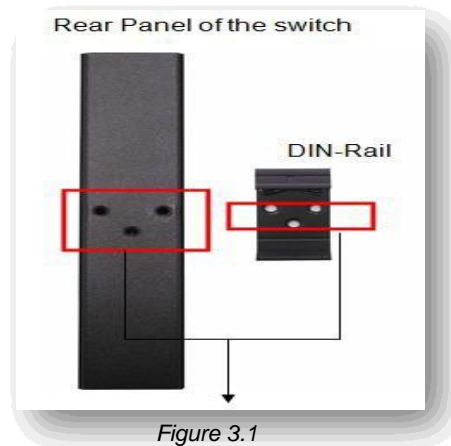 Rear Panel of the switch
DIN-Rail
Figure 3.1